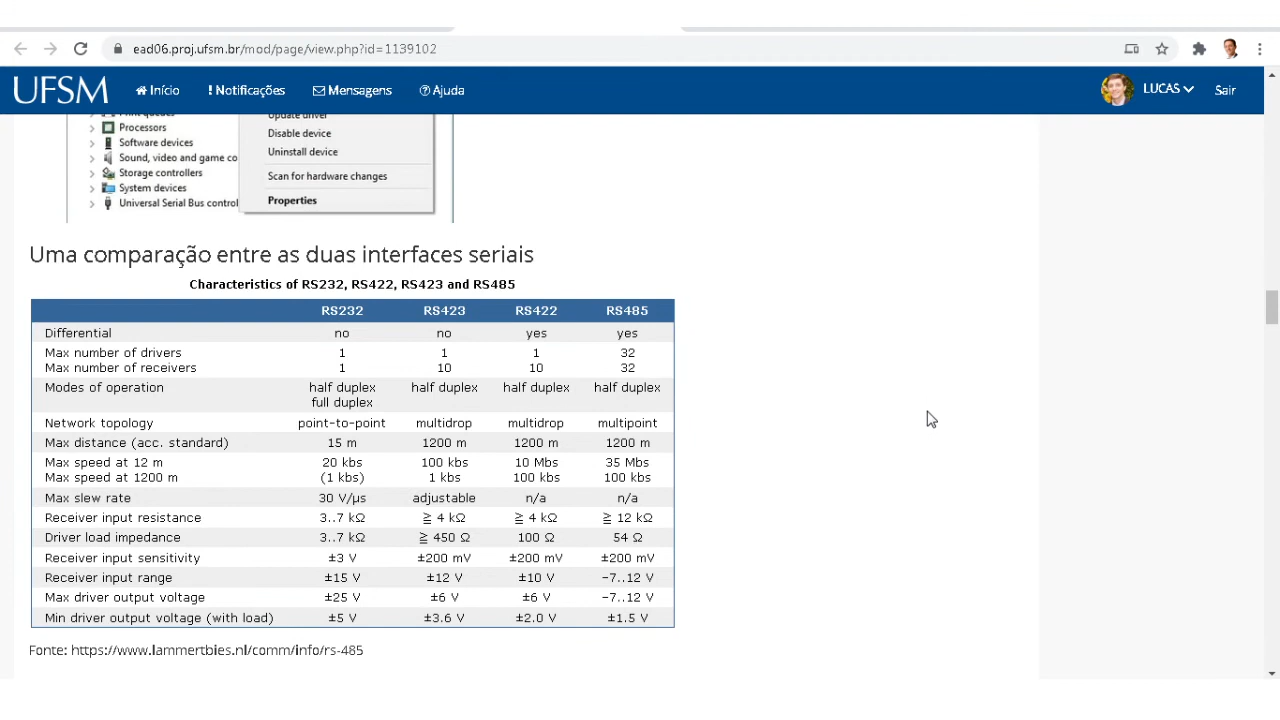 ead06.proj.ufsm.br/mod/page/view.php?id=1139102
UFSM Início Notificações Mensagens Ajuda LUCAS Sair
Update driver
Processors Disable device
Software devices Uninstall device
Sound, video and game co
Storage controllers Scan for hardware changes
System devices
Universal Serial Bus control Properties
Uma comparação entre as duas interfaces seriais
Characteristics of RS232, RS422, RS423 and RS485
RS232 RS423 RS422 RS485
Differential no no yes yes
Max number of drivers 1 1 1 32
Max number of receivers 1 10 10 32
Modes of operation half duplex half duplex half duplex half duplex
full duplex
Network topology point-to-point multidrop multidrop multipoint
Max distance (acc. standard) 15 m 1200 m 1200 m 1200 m
Max speed at 12 m 20 kbs 100 kbs 10 Mbs 35 Mbs
Max speed at 1200 m (1 kbs) 1 kbs 100 kbs 100 kbs
Max slew rate 30 V/µs adjustable n/a n/a
Receiver input resistance 3..7 kΩ ≧ 4 kΩ ≧ 4 kΩ ≧ 12 kΩ
Driver load impedance 3..7 kΩ ≧ 450 Ω 100 Ω 54 Ω
Receiver input sensitivity ±3 V ±200 mV ±200 mV ±200 mV
Receiver input range ±15 V ±12 V ±10 V –7..12 V
Max driver output voltage ±25 V ±6 V ±6 V –7..12 V
Min driver output voltage (with load) ±5 V ±3.6 V ±2.0 V ±1.5 V
Fonte: https://www.lammertbies.nl/comm/info/rs-485